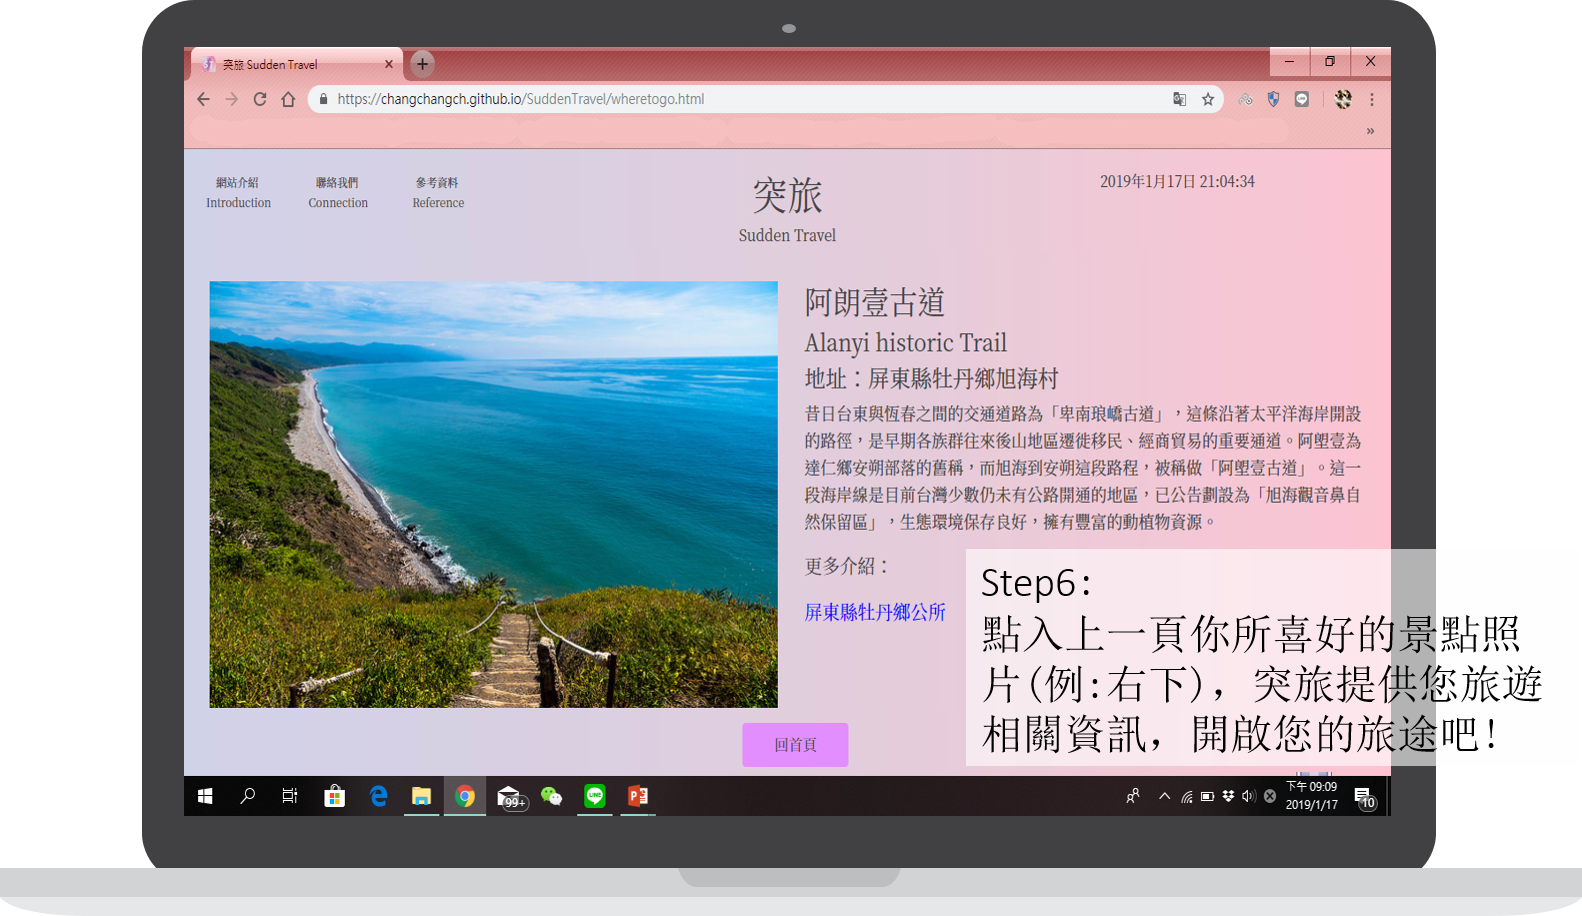 突旅 Sudden Travel
https://changchangch.github.io/SuddenTravel/wheretogo.html
網站介紹
Introduction
聯絡我們
Connection
參考資料
Reference
突旅
Sudden Travel
2019年1月17日 21:04:34
阿朗壹古道
Alanyi historic Trail
地址：屏東縣牡丹鄉旭海村
昔日台東與恆春之間的交通道路為「卑南琅嶠古道」，這條沿著太平洋海岸開設
的路徑，是早期各族群往來後山地區遷徙移民、經商貿易的重要通道。阿塱壹為
達仁鄉安朔部落的舊稱，而旭海到安朔這段路程，被稱做「阿塱壹古道」。這一
段海岸線是目前台灣少數仍未有公路開通的地區，已公告劃設為「旭海觀音鼻自
然保留區」，生態環境保存良好，擁有豐富的動植物資源。
更多介紹：
屏東縣牡丹鄉公所
Step6:
點入上一頁你所喜好的景點照
片(例:右下)，突旅提供您旅遊
相關資訊，開啟您的旅途吧!
回首頁
99+
下午 09:09
2019/1/17
10